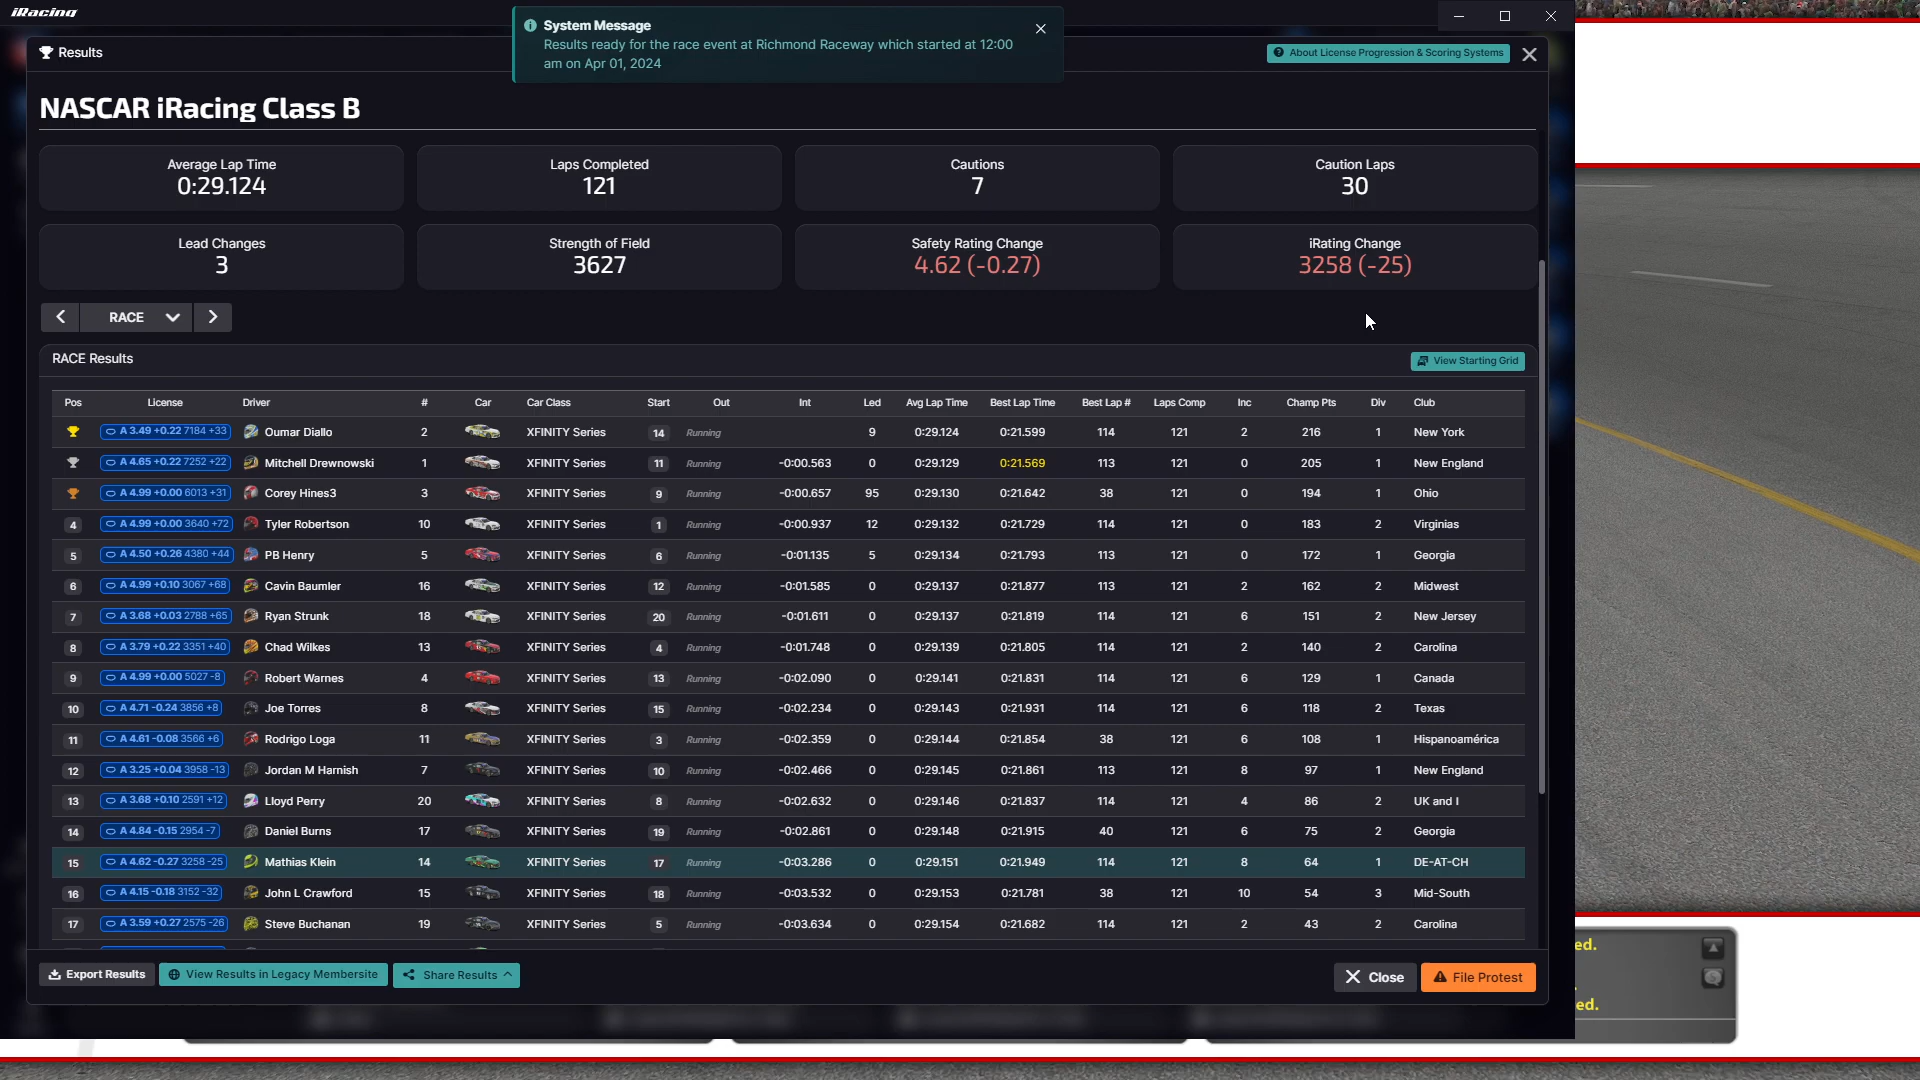 iRacing
System Message
Results ready for the race event at Richmond Raceway which started at 12:00
am on Apr 01, 2024
Results
About License Progression & Scoring Systems
NASCAR iRacing Class B
Average Lap Time
0:29.124
Laps Completed
121
Cautions
7
Caution Laps
30
Lead Changes
3
Strength of Field
3627
Safety Rating Change
4.62 (-0.27)
iRating Change
3258 (-25)
RACE
RACE Results
View Starting Grid
Pos License Driver # Car Car Class Start Out Int Led Avg Lap Time Best Lap Time Best Lap # Laps Comp Inc Champ Pts Div Club
A 3.49 +0.22 7184 +33 Oumar Diallo 2 XFINITY Series 14 Running 9 0:29.124 0:21.599 114 121 2 216 1 New York
A 4.65 +0.22 7252 +22 Mitchell Drewnowski 1 XFINITY Series 11 Running -0:00.563 0 0:29.129 0:21.569 113 121 0 205 1 New England
A 4.99 +0.00 6013 +31 Corey Hines3 3 XFINITY Series 9 Running -0:00.657 95 0:29.130 0:21.642 38 121 0 194 1 Ohio
4 A 4.99 +0.00 3640 +72 Tyler Robertson 10 XFINITY Series 1 Running -0:00.937 12 0:29.132 0:21.729 114 121 0 183 2 Virginias
5 A 4.50 +0.26 4380 +44 PB Henry 5 XFINITY Series 6 Running -0:01.135 5 0:29.134 0:21.793 113 121 0 172 1 Georgia
6 A 4.99 +0.10 3067 +68 Cavin Baumler 16 XFINITY Series 12 Running -0:01.585 0 0:29.137 0:21.877 113 121 2 162 2 Midwest
7 A 3.68 +0.03 2788 +65 Ryan Strunk 18 XFINITY Series 20 Running -0:01.611 0 0:29.137 0:21.819 114 121 6 151 2 New Jersey
8 A 3.79 +0.22 3351 +40 Chad Wilkes 13 XFINITY Series 4 Running -0:01.748 0 0:29.139 0:21.805 114 121 2 140 2 Carolina
9 A 4.99 +0.00 5027 -8 Robert Warnes 4 XFINITY Series 13 Running -0:02.090 0 0:29.141 0:21.831 114 121 6 129 1 Canada
10 A 4.71 -0.24 3856 +8 Joe Torres 8 XFINITY Series 15 Running -0:02.234 0 0:29.143 0:21.931 114 121 6 118 2 Texas
11 A 4.61 -0.08 3566 +6 Rodrigo Loga 11 XFINITY Series 3 Running -0:02.359 0 0:29.144 0:21.854 38 121 6 108 1 Hispanoamérica
12 A 3.25 +0.04 3958 -13 Jordan M Harnish 7 XFINITY Series 10 Running -0:02.466 0 0:29.145 0:21.861 113 121 8 97 1 New England
13 A 3.68 +0.10 2591 +12 Lloyd Perry 20 XFINITY Series 8 Running -0:02.632 0 0:29.146 0:21.837 114 121 4 86 2 UK and I
14 A 4.84 -0.15 2954 -7 Daniel Burns 17 XFINITY Series 19 Running -0:02.861 0 0:29.148 0:21.915 40 121 6 75 2 Georgia
15 A 4.62 -0.27 3258 -25 Mathias Klein 14 XFINITY Series 17 Running -0:03.286 0 0:29.151 0:21.949 114 121 8 64 1 DE-AT-CH
16 A 4.15 -0.18 3152 -32 John L Crawford 15 XFINITY Series 18 Running -0:03.532 0 0:29.153 0:21.781 38 121 10 54 3 Mid-South
17 A 3.59 +0.27 2575 -26 Steve Buchanan 19 XFINITY Series 5 Running -0:03.634 0 0:29.154 0:21.682 114 121 2 43 2 Carolina
Export Results
View Results in Legacy Membersite
Share Results
Close
File Protest
ed.
ed.